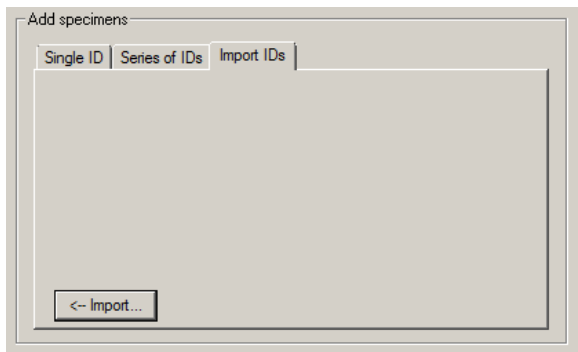 Add specimens
Single ID Series of IDs Import IDs
<-- Import...